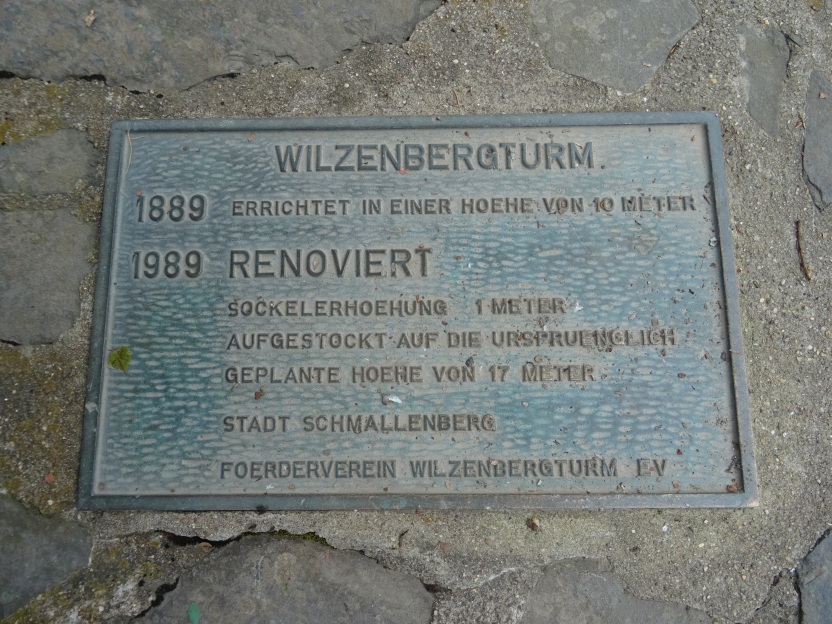 WILZENBERGTURM
1889 ERRICHTET IN EINER HOEHE VON 10 METER
1989 RENOVIERT
SOCKELERHOEHUNG 1 METER
AUFGESTOCKT AUF DIE URSPRUENGLICH
GEPLANTE HOEHE VON 17 METER
STADT SCHMALLENBERG
FOERDERVEREIN WILZENBERGTURM EV